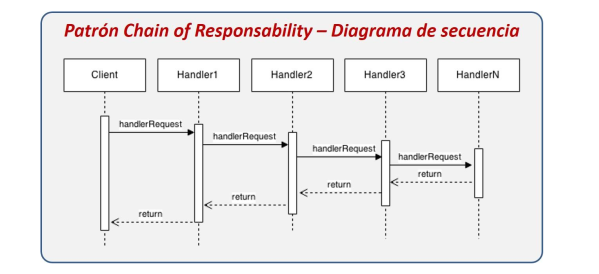 Patrón Chain of Responsability – Diagrama de secuencia
Client
Handler1
Handler2
Handler3
HandlerN
handlerRequest
handlerRequest
handlerRequest
handlerRequest
return
return
return
return